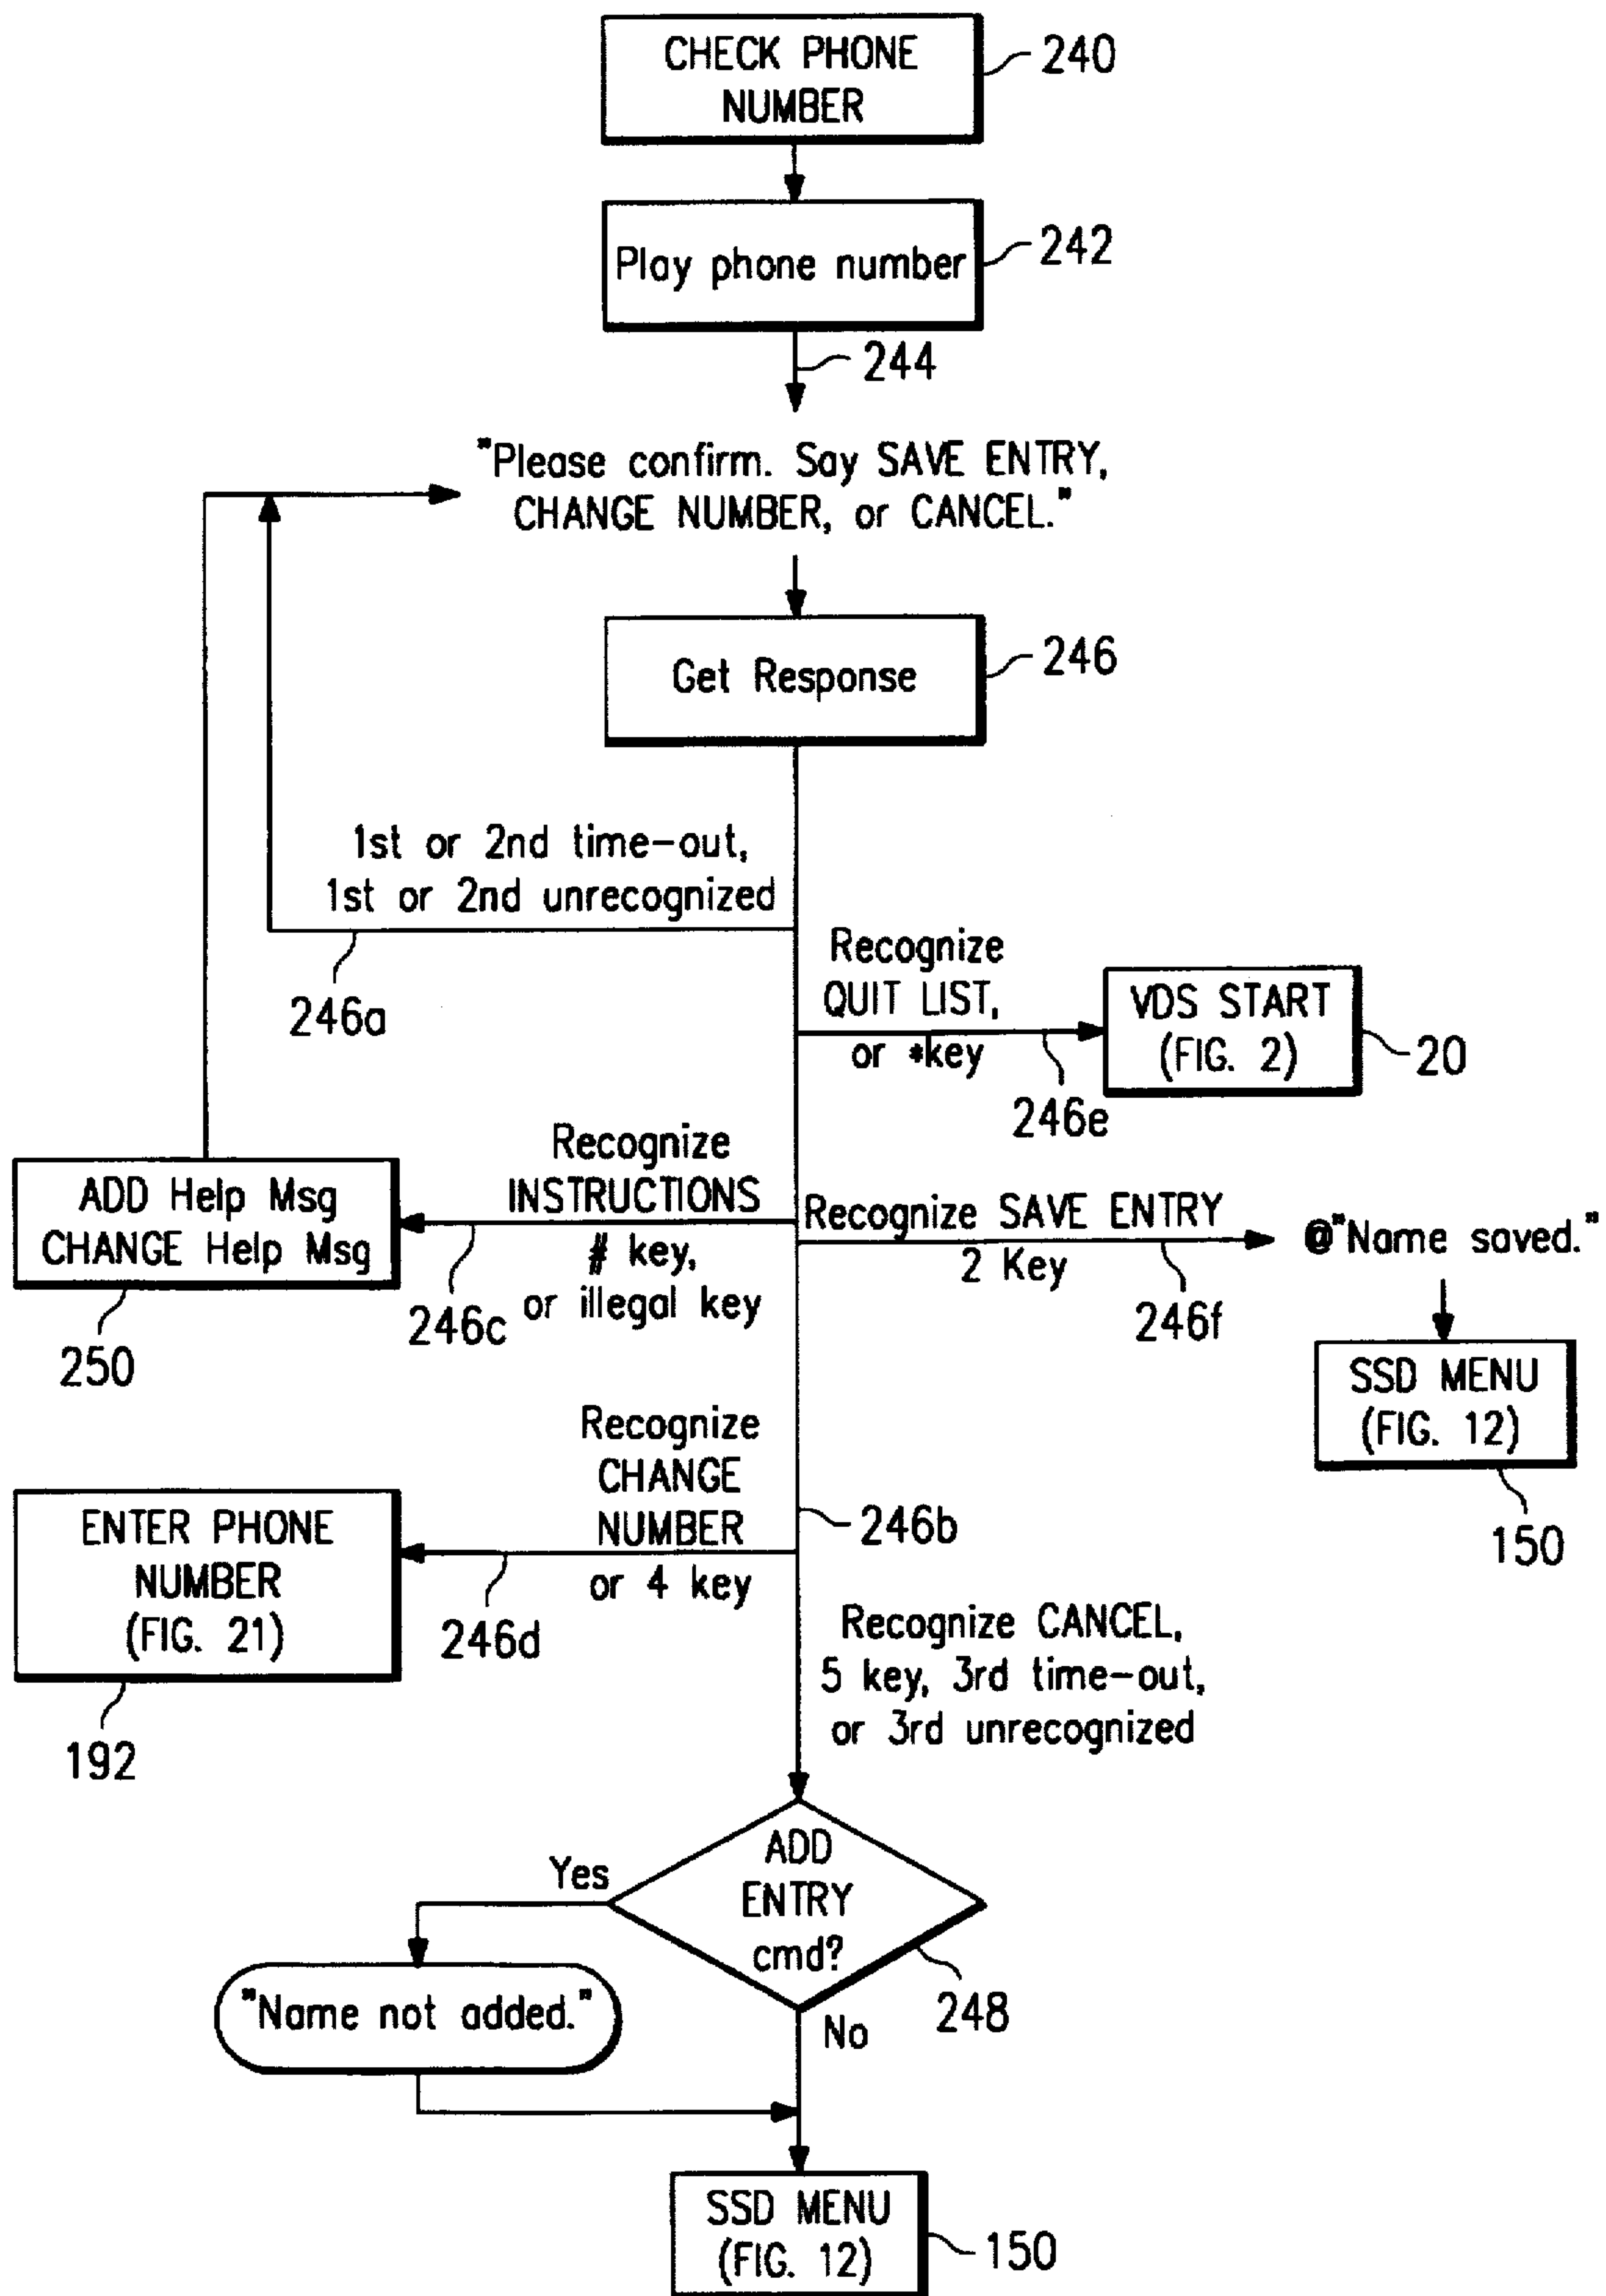 CHECK PHONE
NUMBER
240
Play phone number
242
244
"Please confirm. Say SAVE ENTRY,
CHANGE NUMBER, or CANCEL."
Get Response
246
1st or 2nd time-out,
1st or 2nd unrecognized
246a
Recognize
QUIT LIST,
or *key
246e
VDS START
(FIG. 2)
20
Recognize
INSTRUCTIONS
# key,
or illegal key
246c
ADD Help Msg
CHANGE Help Msg
250
Recognize SAVE ENTRY
2 Key
246f
@"Name saved."
SSD MENU
(FIG. 12)
150
Recognize
CHANGE
NUMBER
or 4 key
246d
246b
ENTER PHONE
NUMBER
(FIG. 21)
192
Recognize CANCEL,
5 key, 3rd time-out,
or 3rd unrecognized
ADD
ENTRY
cmd?
248
Yes
"Name not added."
No
SSD MENU
(FIG. 12)
150